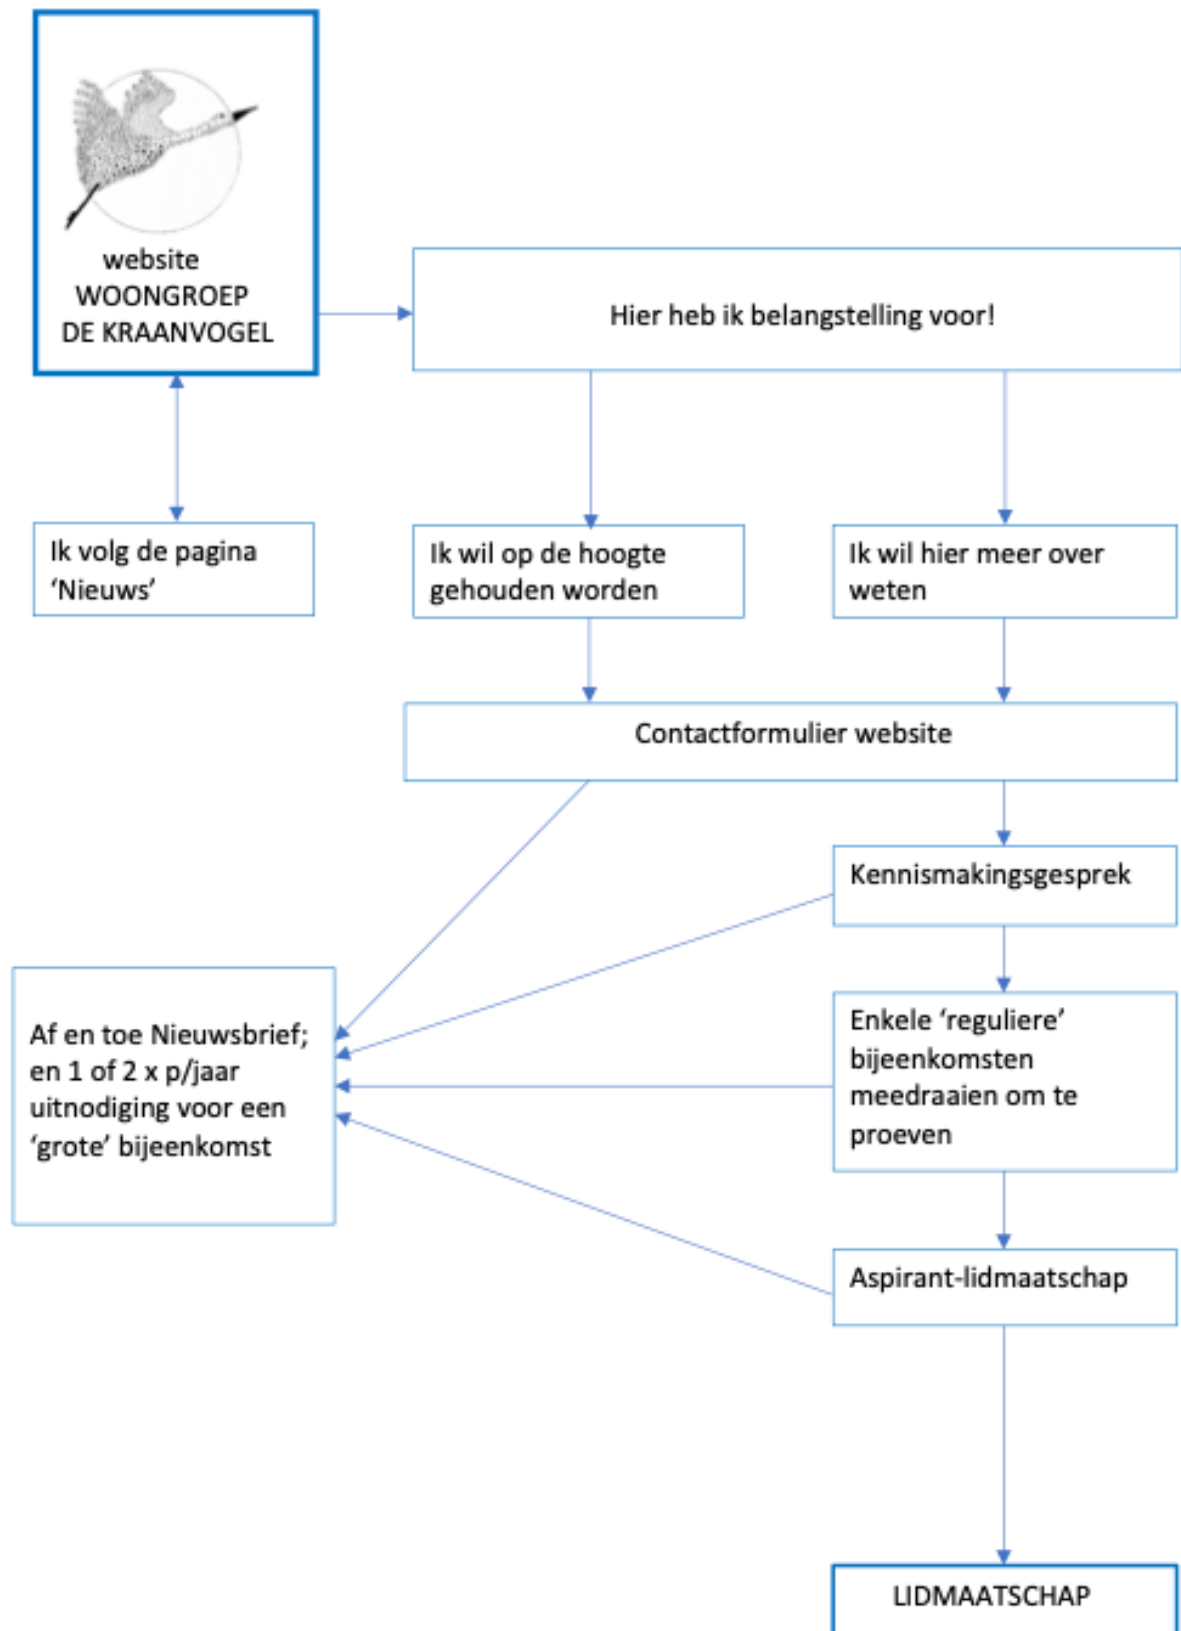 website
WOONGROEP
DE KRAANVOGEL
Hier heb ik belangstelling voor!
Ik volg de pagina
‘Nieuws’
Ik wil op de hoogte
gehouden worden
Ik wil hier meer over
weten
Contactformulier website
Kennismakingsgesprek
Af en toe Nieuwsbrief;
en 1 of 2 x p/jaar
uitnodiging voor een
‘grote’ bijeenkomst
Enkele ‘reguliere’
bijeenkomsten
meedraaien om te
proeven
Aspirant-lidmaatschap
LIDMAATSCHAP